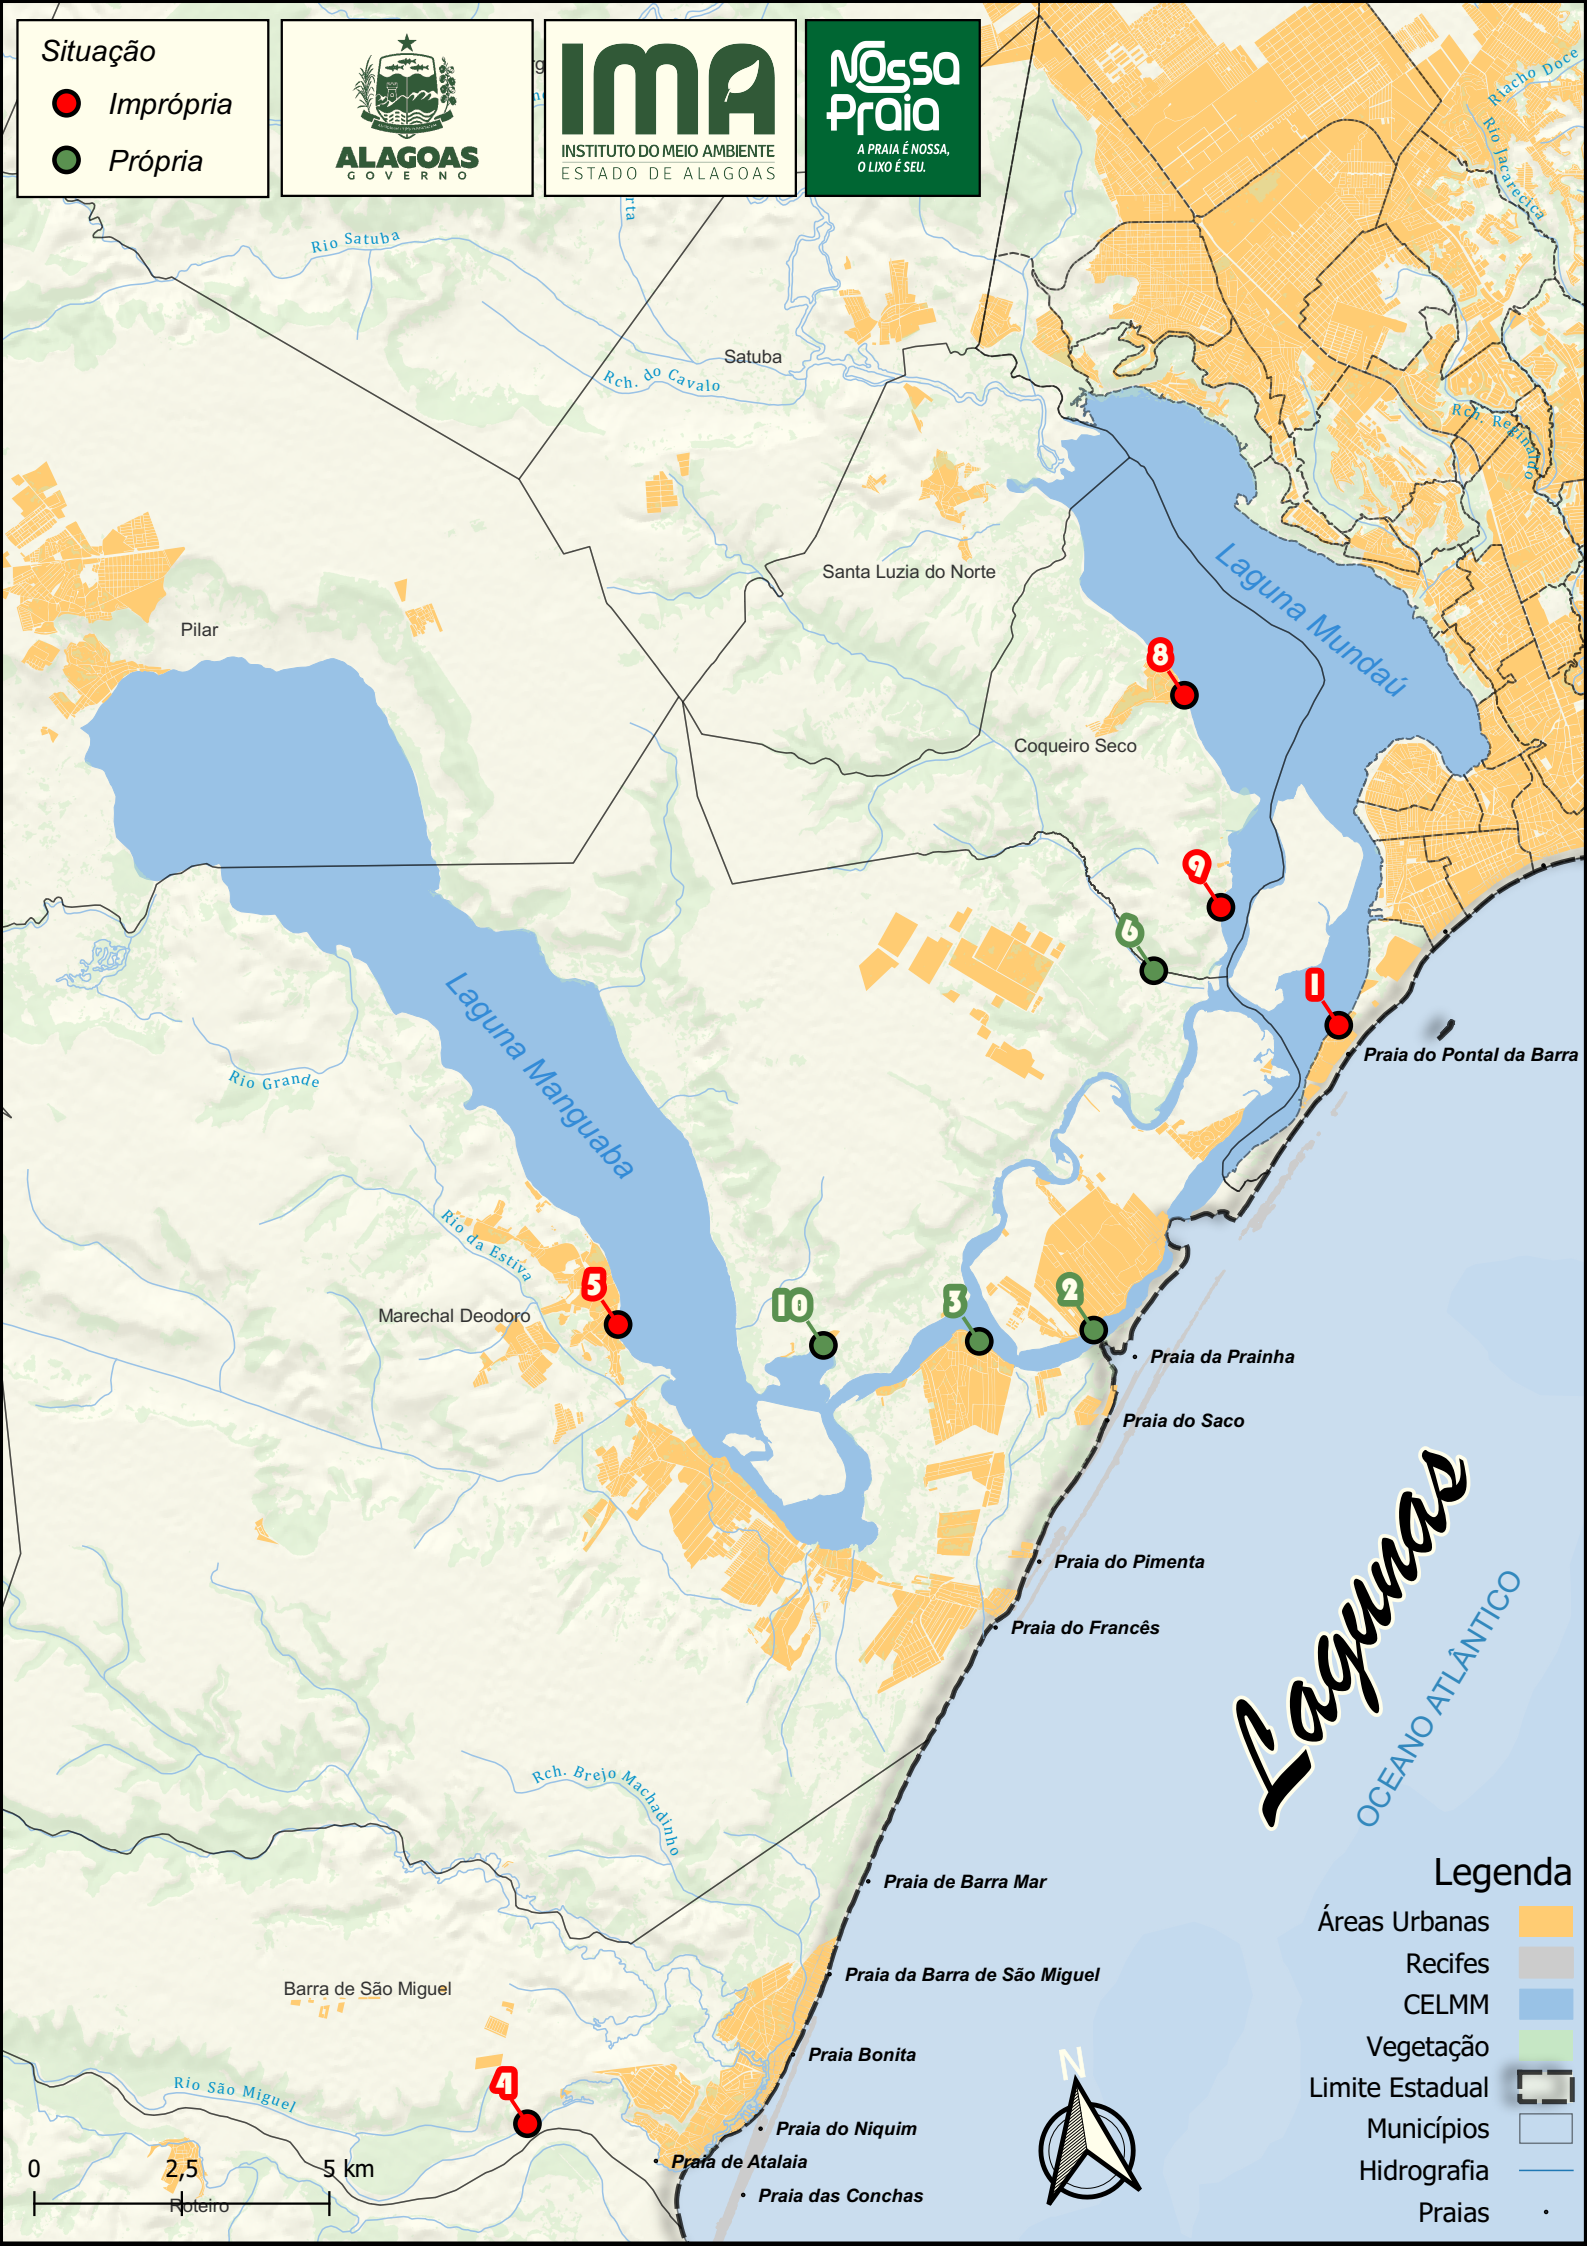 Situação
Imprópria
Própria
ALAGOAS
GOVERNO
IMA
INSTITUTO DO MEIO AMBIENTE
ESTADO DE ALAGOAS
Nossa
Praia
A PRAIA É NOSSA,
O LIXO É SEU.
Riacho Doce
Rio Jacarecica
Rio Satuba
Satuba
Rch. do Cavalo
Rch. Reginaldo
Santa Luzia do Norte
Laguna Mundaú
Pilar
8
Coqueiro Seco
9
6
1
Laguna Manguaba
Praia do Pontal da Barra
Rio Grande
Rio da Estiva
5
10
3
2
Marechal Deodoro
Praia da Prainha
Praia do Saco
Praia do Pimenta
Praia do Francês
Lagunas
OCEANO ATLÂNTICO
Rch. Brejo Machadinho
Praia de Barra Mar
Praia da Barra de São Miguel
Barra de São Miguel
Praia Bonita
Rio São Miguel
4
Praia do Niquim
Praia de Atalaia
Praia das Conchas
0 2,5 5 km
Roteiro
N
Legenda
Áreas Urbanas
Recifes
CELMM
Vegetação
Limite Estadual
Municípios
Hidrografia
Praias